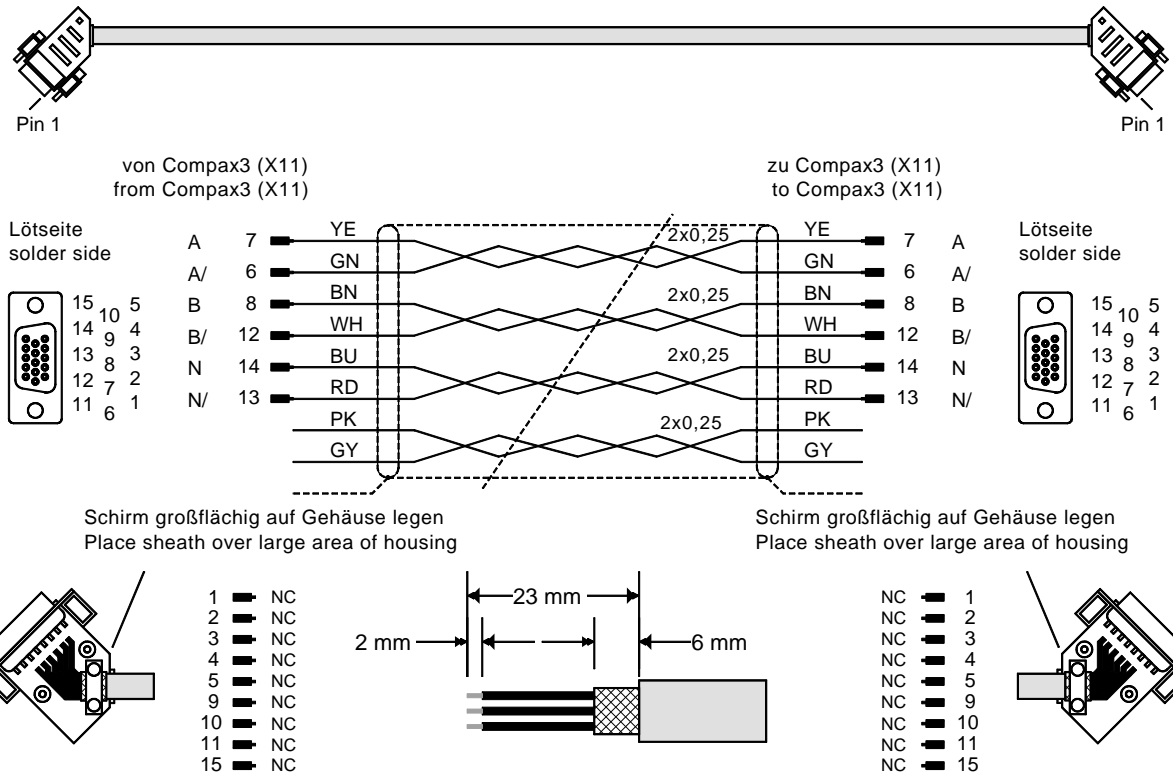 Pin 1
Pin 1
von Compax3 (X11)
from Compax3 (X11)
zu Compax3 (X11)
to Compax3 (X11)
Lötseite
solder side
Lötseite
solder side
A 7 YE 2x0,25 YE 7 A
A/ 6 GN GN 6 A/
B 8 BN 2x0,25 BN 8 B
B/ 12 WH WH 12 B/
N 14 BU 2x0,25 BU 14 N
N/ 13 RD RD 13 N/
PK 2x0,25 PK
GY GY
15 10 5
14 9 4
13 8 3
12 7 2
11 6 1
15 10 5
14 9 4
13 8 3
12 7 2
11 6 1
Schirm großflächig auf Gehäuse legen
Place sheath over large area of housing
Schirm großflächig auf Gehäuse legen
Place sheath over large area of housing
1 NC
2 NC
3 NC
4 NC
5 NC
9 NC
10 NC
11 NC
15 NC
23 mm
2 mm
6 mm
NC 1
NC 2
NC 3
NC 4
NC 5
NC 9
NC 10
NC 11
NC 15